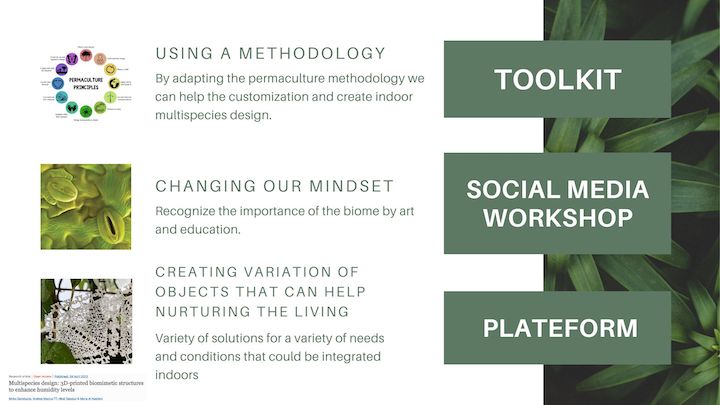 PERMACULTURE
PRINCIPLES
USING A METHODOLOGY
By adapting the permaculture methodology we
can help the customization and create indoor
multispecies design.
TOOLKIT
CHANGING OUR MINDSET
Recognize the importance of the biome by art
and education.
SOCIAL MEDIA
WORKSHOP
CREATING VARIATION OF
OBJECTS THAT CAN HELP
NURTURING THE LIVING
Variety of solutions for a variety of needs
and conditions that could be integrated
indoors
PLATEFORM
Multispecies design: 3D-printed biomimetic structures
to enhance humidity levels